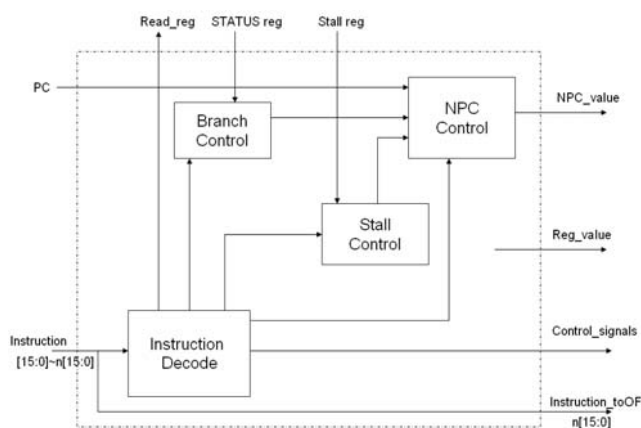 Read_reg
STATUS reg
Stall reg
PC
Branch
Control
NPC
Control
NPC_value
Stall
Control
Reg_value
Instruction
[15:0]~n[15:0]
Instruction
Decode
Control_signals
Instruction_toOF
n[15:0]